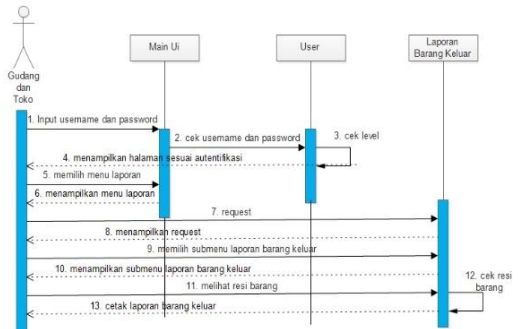 Main Ui
User
Laporan
Barang Keluar
Gudang
dan
Toko
1. Input username dan password
2. cek username dan password
3. cek level
4. menampilkan halaman sesuai autentifikasi
5. memilih menu laporan
6. menampilkan menu laporan
7. request
8. menampilkan request
9. memilih submenu laporan barang keluar
10. menampilkan submenu laporan barang keluar
11. melihat resi barang
12. cek resi
barang
13. cetak laporan barang keluar